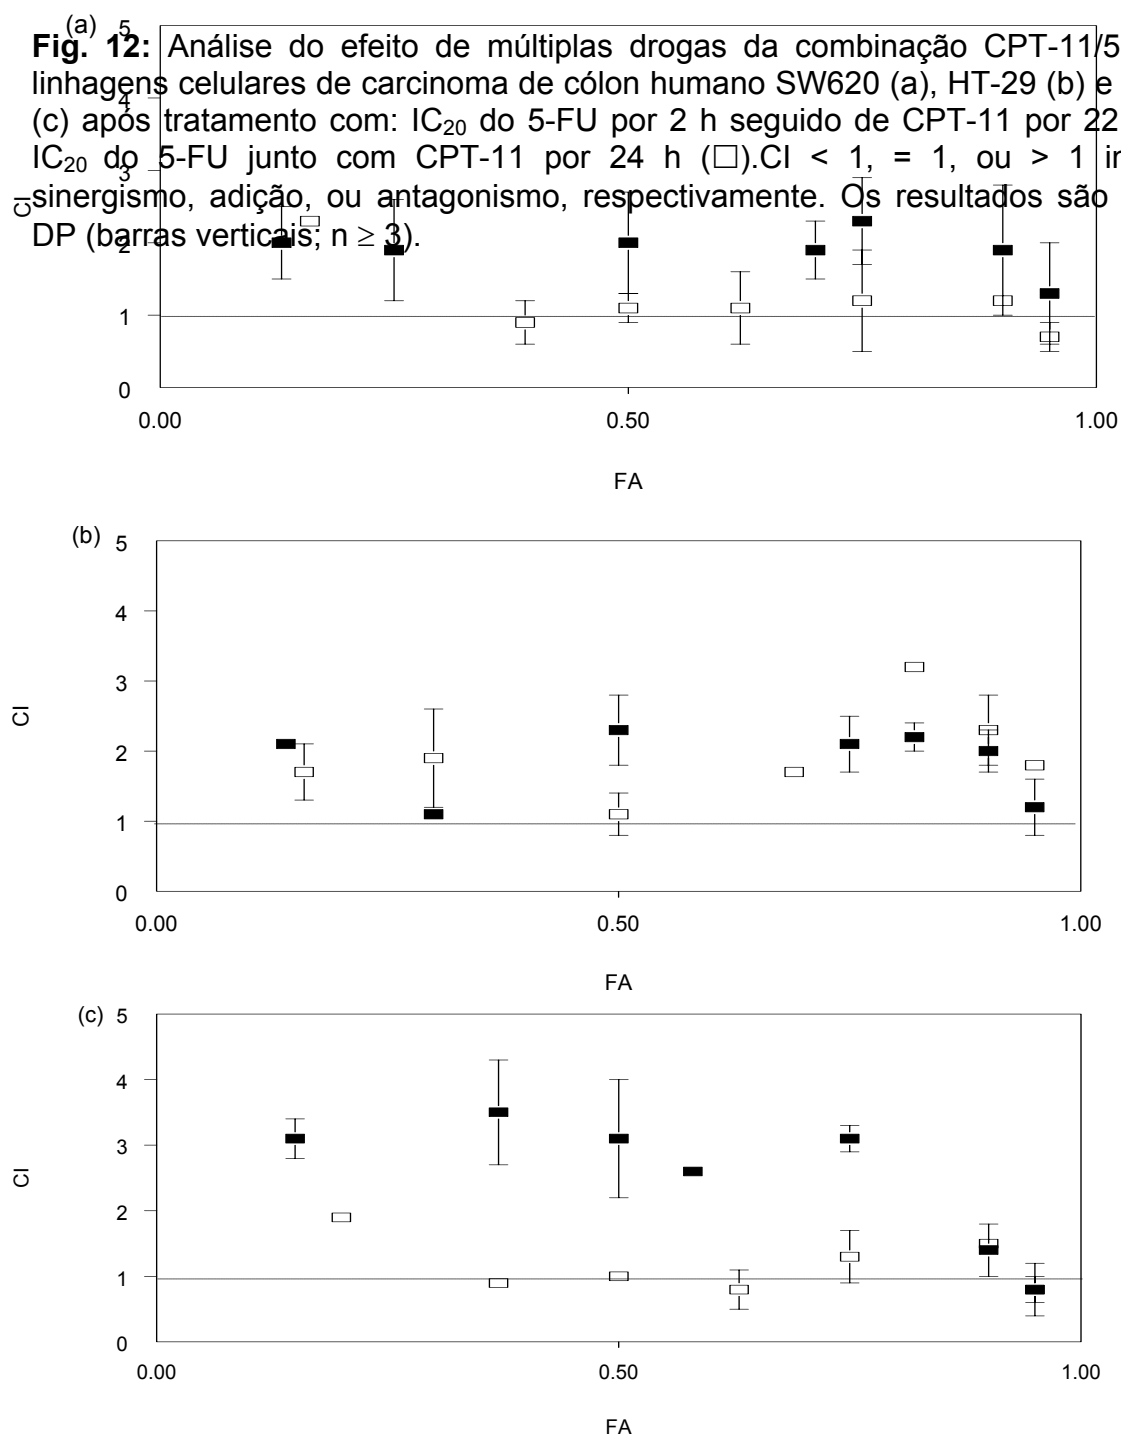 (a)
Fig. 12: Análise do efeito de múltiplas drogas da combinação CPT-11/5
linhagens celulares de carcinoma de cólon humano SW620 (a), HT-29 (b) e
(c) após tratamento com: IC20 do 5-FU por 2 h seguido de CPT-11 por 22
IC20 do 5-FU junto com CPT-11 por 24 h (□).CI < 1, = 1, ou > 1 in
sinergismo, adição, ou antagonismo, respectivamente. Os resultados são
DP (barras verticais; n ≥ 3).
5
4
3
2
1
0
CI
0.00 0.50 1.00
FA
(b)
5
4
3
2
1
0
CI
0.00 0.50 1.00
FA
(c)
5
4
3
2
1
0
CI
0.00 0.50 1.00
FA